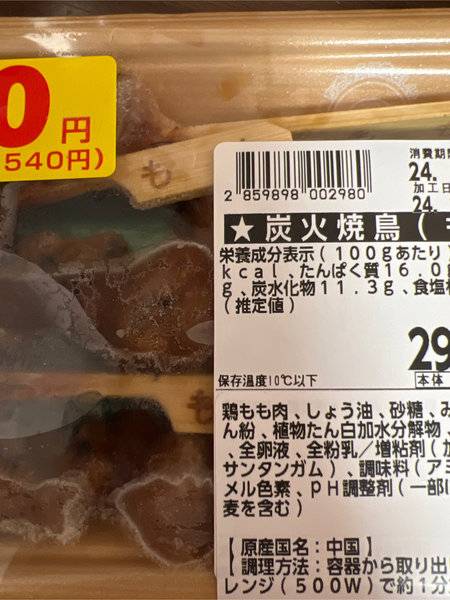 0円
540円)
も
2 859898 002980
消費期
24.
加工日
24.
★炭火焼鳥(
栄養成分表示(100gあたり)
kcal、たんぱく質16.0g
g、炭水化物11.3g、食塩
(推定値)
29
保存温度10℃以下
本体
も
鶏もも肉、しょう油、砂糖、み
ん粉、植物たん白加水分解物、
、全卵液、全粉乳/増粘剤(加
サンタンガム)、調味料(アミ
メル色素、pH調整剤(一部に
麦を含む)
【原産国名:中国】
【調理方法:容器から取り出し
レンジ(500W)で約1分